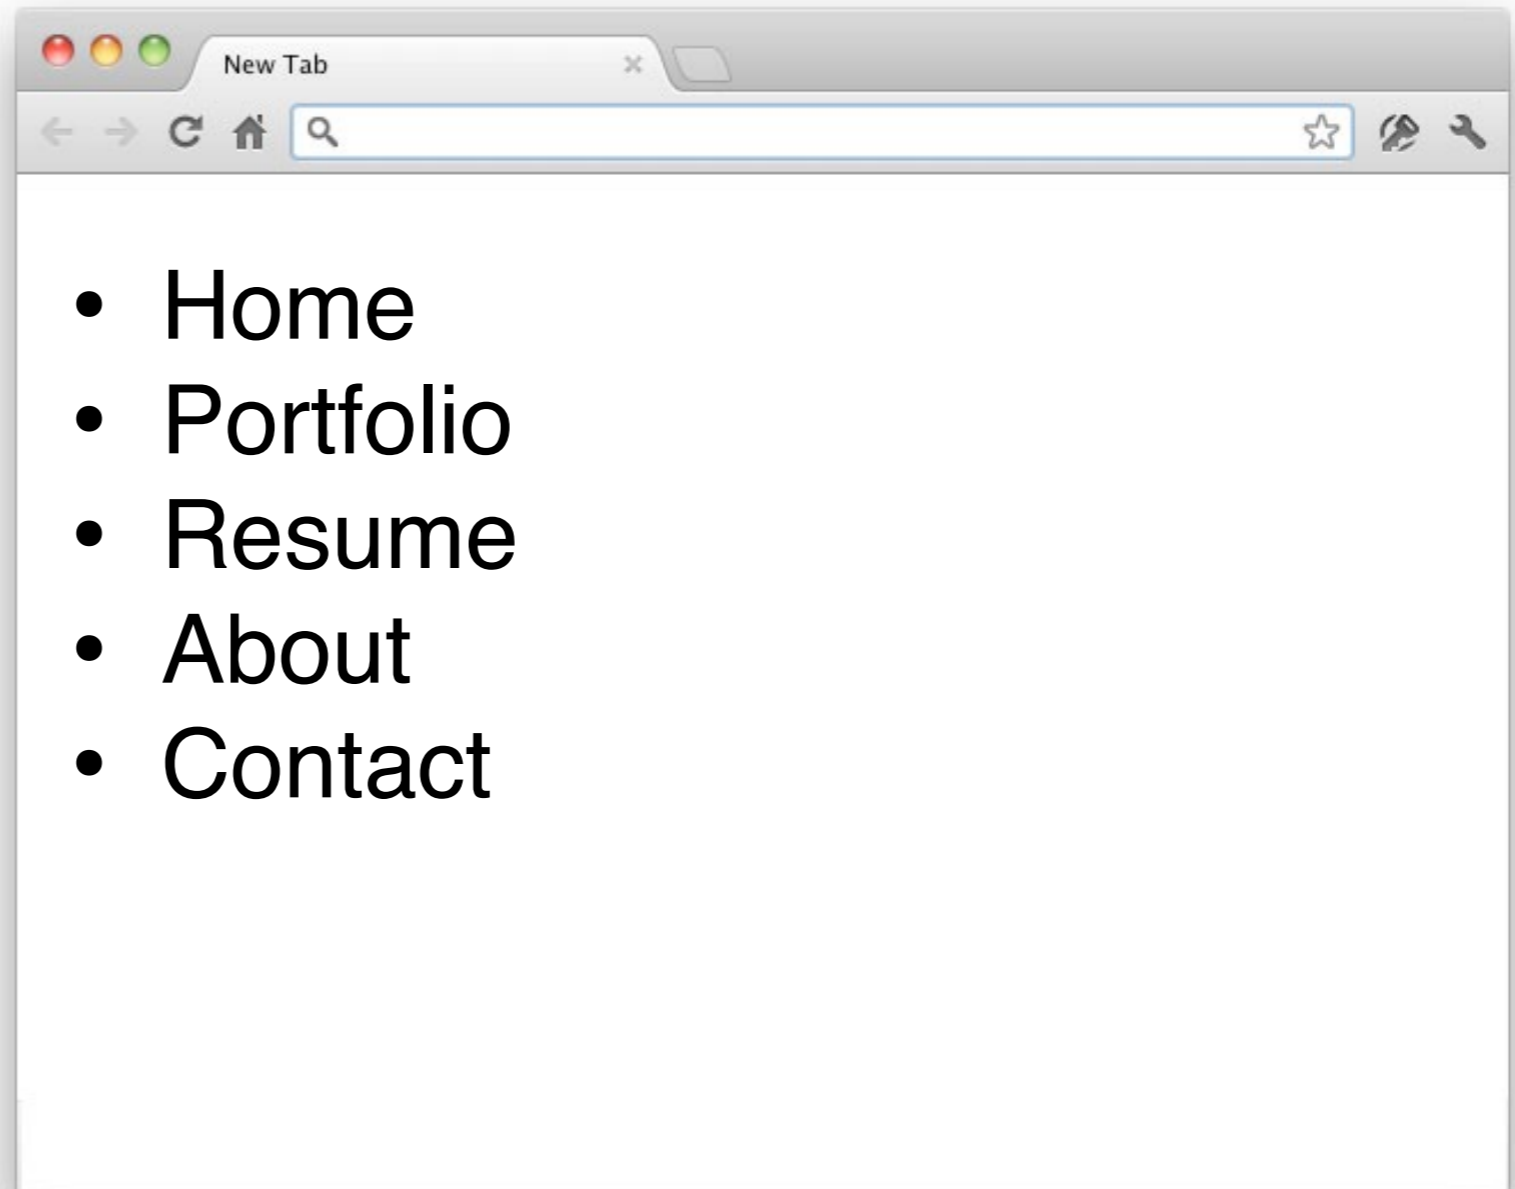 New Tab
• Home
• Portfolio
• Resume
• About
• Contact